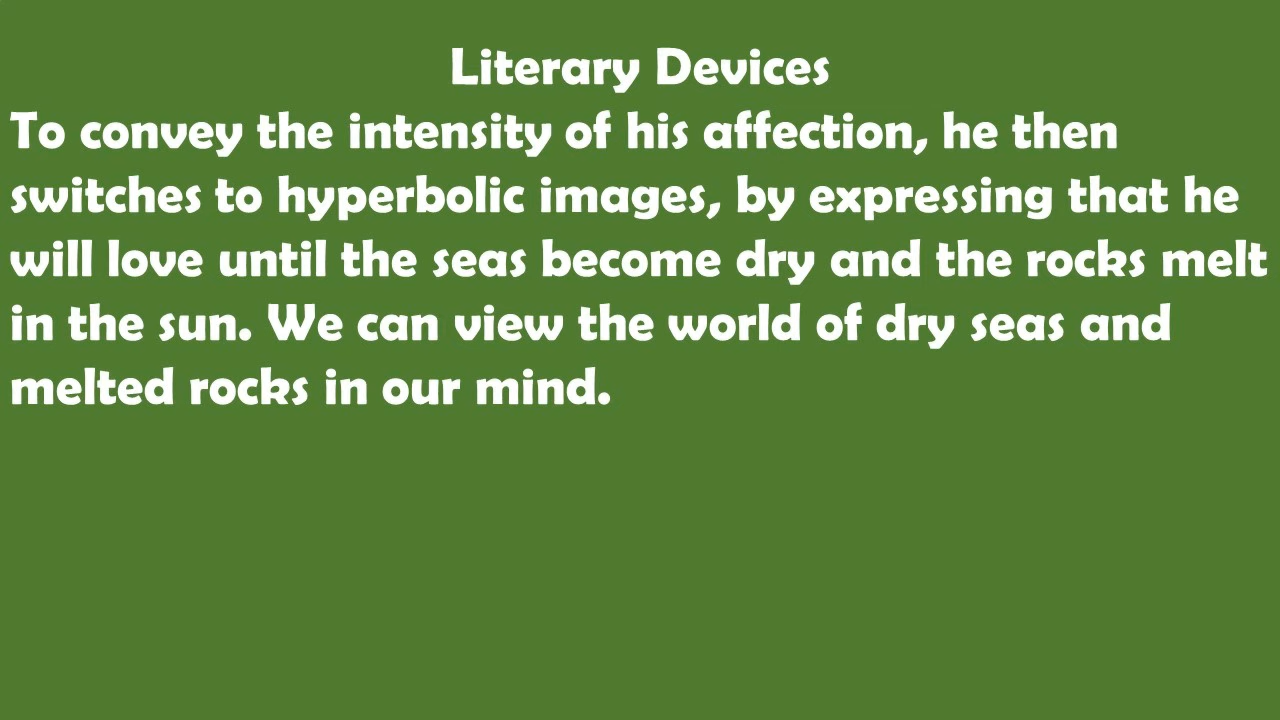 Literary Devices
To convey the intensity of his affection, he then
switches to hyperbolic images, by expressing that he
will love until the seas become dry and the rocks melt
in the sun. We can view the world of dry seas and
melted rocks in our mind.